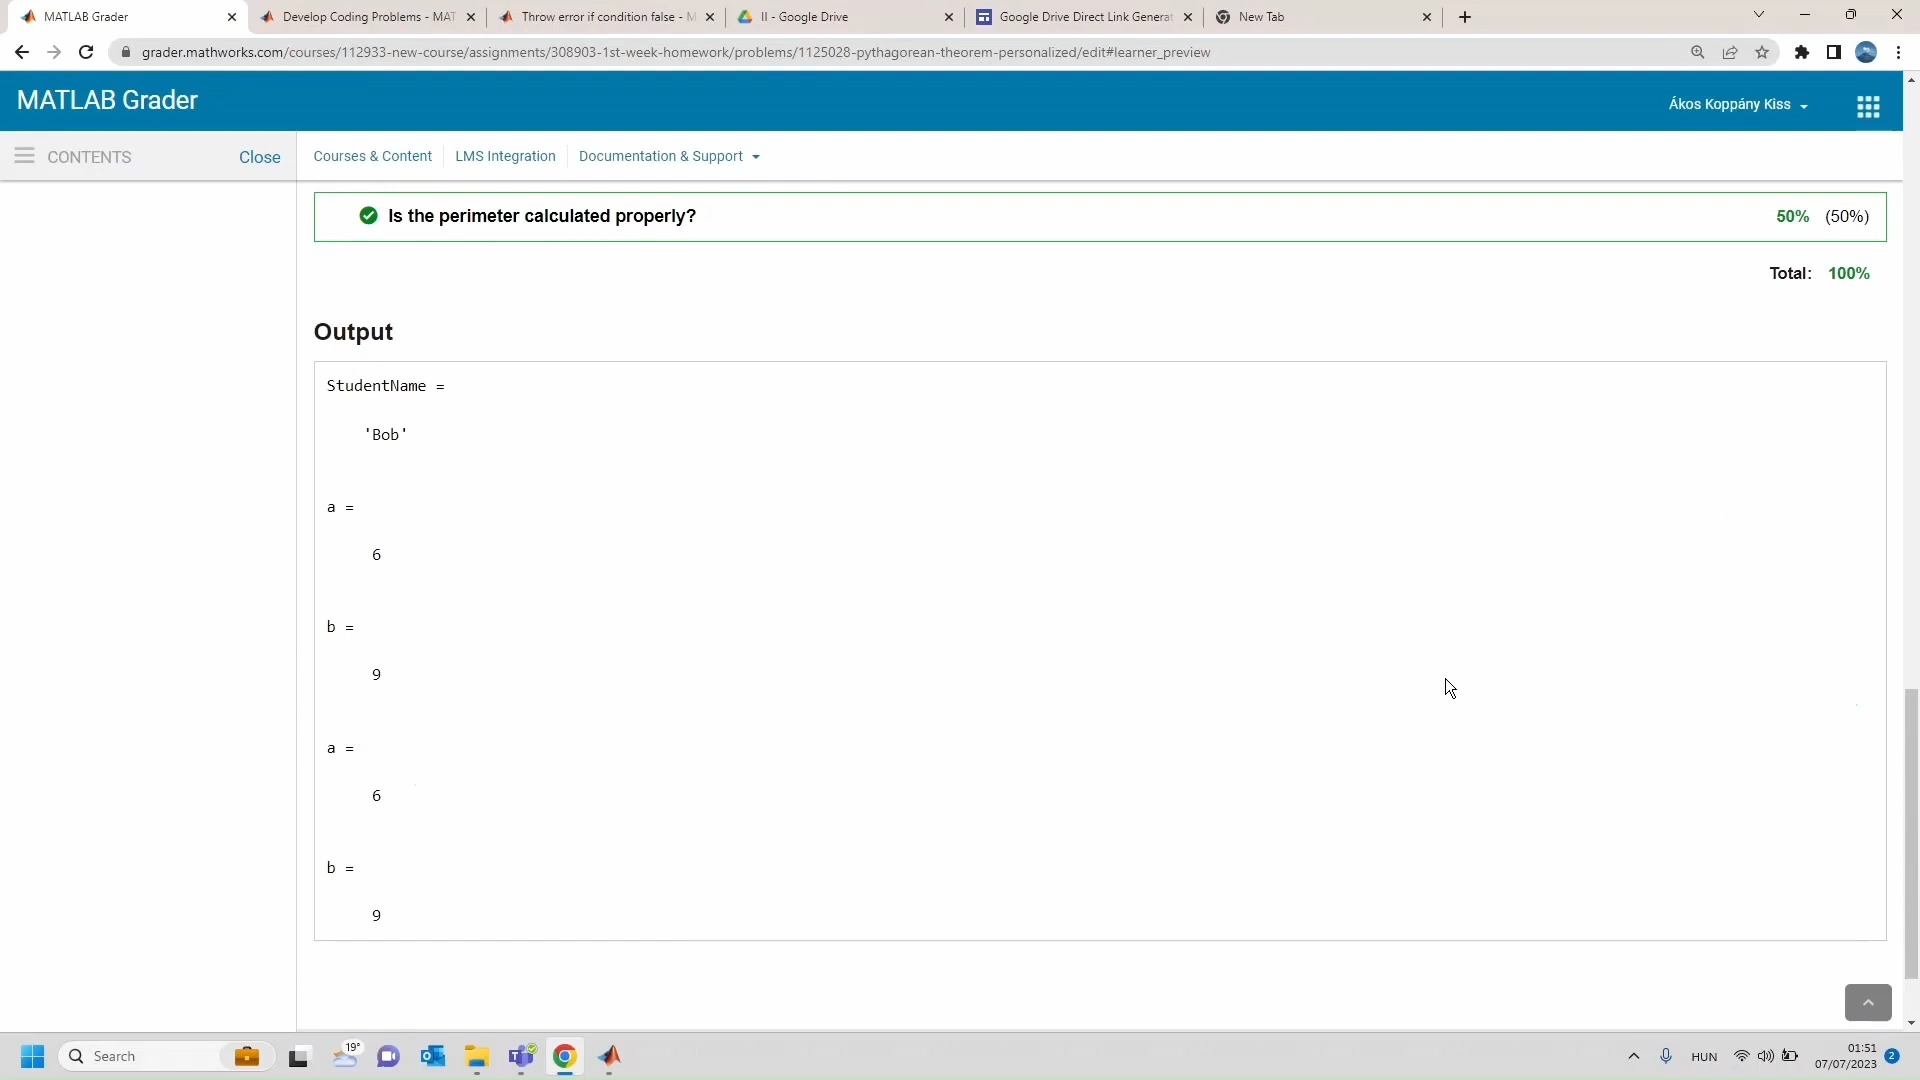 MATLAB Grader
Develop Coding Problems - MAT
Throw error if condition false - M
II - Google Drive
Google Drive Direct Link Generat
New Tab
grader.mathworks.com/courses/112933-new-course/assignments/308903-1st-week-homework/problems/1125028-pythagorean-theorem-personalized/edit#learner_preview
MATLAB Grader
Ákos Koppány Kiss
CONTENTS
Close
Courses & Content
LMS Integration
Documentation & Support
Is the perimeter calculated properly?
50% (50%)
Total: 100%
Output
StudentName =
'Bob'
a =
6
b =
9
a =
6
b =
9
Search
19°
HUN
01:51
07/07/2023
2